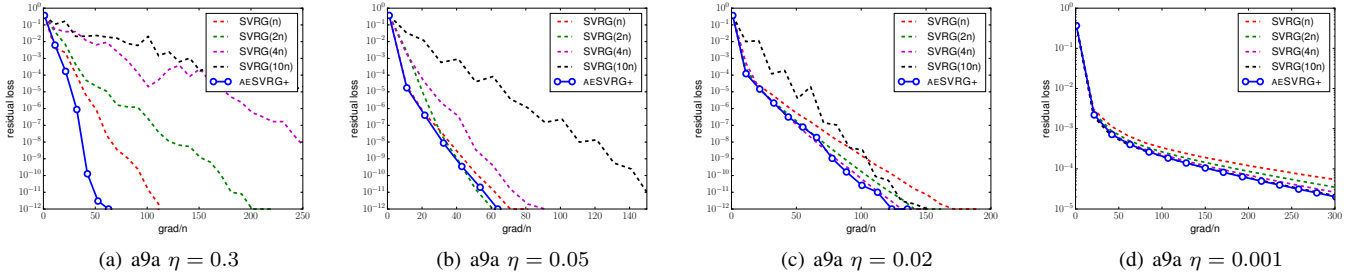 10⁰
10⁻¹
10⁻²
10⁻³
10⁻⁴
10⁻⁵
10⁻⁶
10⁻⁷
10⁻⁸
10⁻⁹
10⁻¹⁰
10⁻¹¹
10⁻¹²
residual loss
0 50 100 150 200 250
grad/n
SVRG(n)
SVRG(2n)
SVRG(4n)
SVRG(10n)
AESVRG+
(a) a9a η = 0.3
10⁰
10⁻¹
10⁻²
10⁻³
10⁻⁴
10⁻⁵
10⁻⁶
10⁻⁷
10⁻⁸
10⁻⁹
10⁻¹⁰
10⁻¹¹
10⁻¹²
residual loss
0 20 40 60 80 100 120 140
grad/n
SVRG(n)
SVRG(2n)
SVRG(4n)
SVRG(10n)
AESVRG+
(b) a9a η = 0.05
10⁰
10⁻¹
10⁻²
10⁻³
10⁻⁴
10⁻⁵
10⁻⁶
10⁻⁷
10⁻⁸
10⁻⁹
10⁻¹⁰
10⁻¹¹
10⁻¹²
residual loss
0 50 100 150 200
grad/n
SVRG(n)
SVRG(2n)
SVRG(4n)
SVRG(10n)
AESVRG+
(c) a9a η = 0.02
10⁰
10⁻¹
10⁻²
10⁻³
10⁻⁴
10⁻⁵
residual loss
0 50 100 150 200 250 300
grad/n
SVRG(n)
SVRG(2n)
SVRG(4n)
SVRG(10n)
AESVRG+
(d) a9a η = 0.001